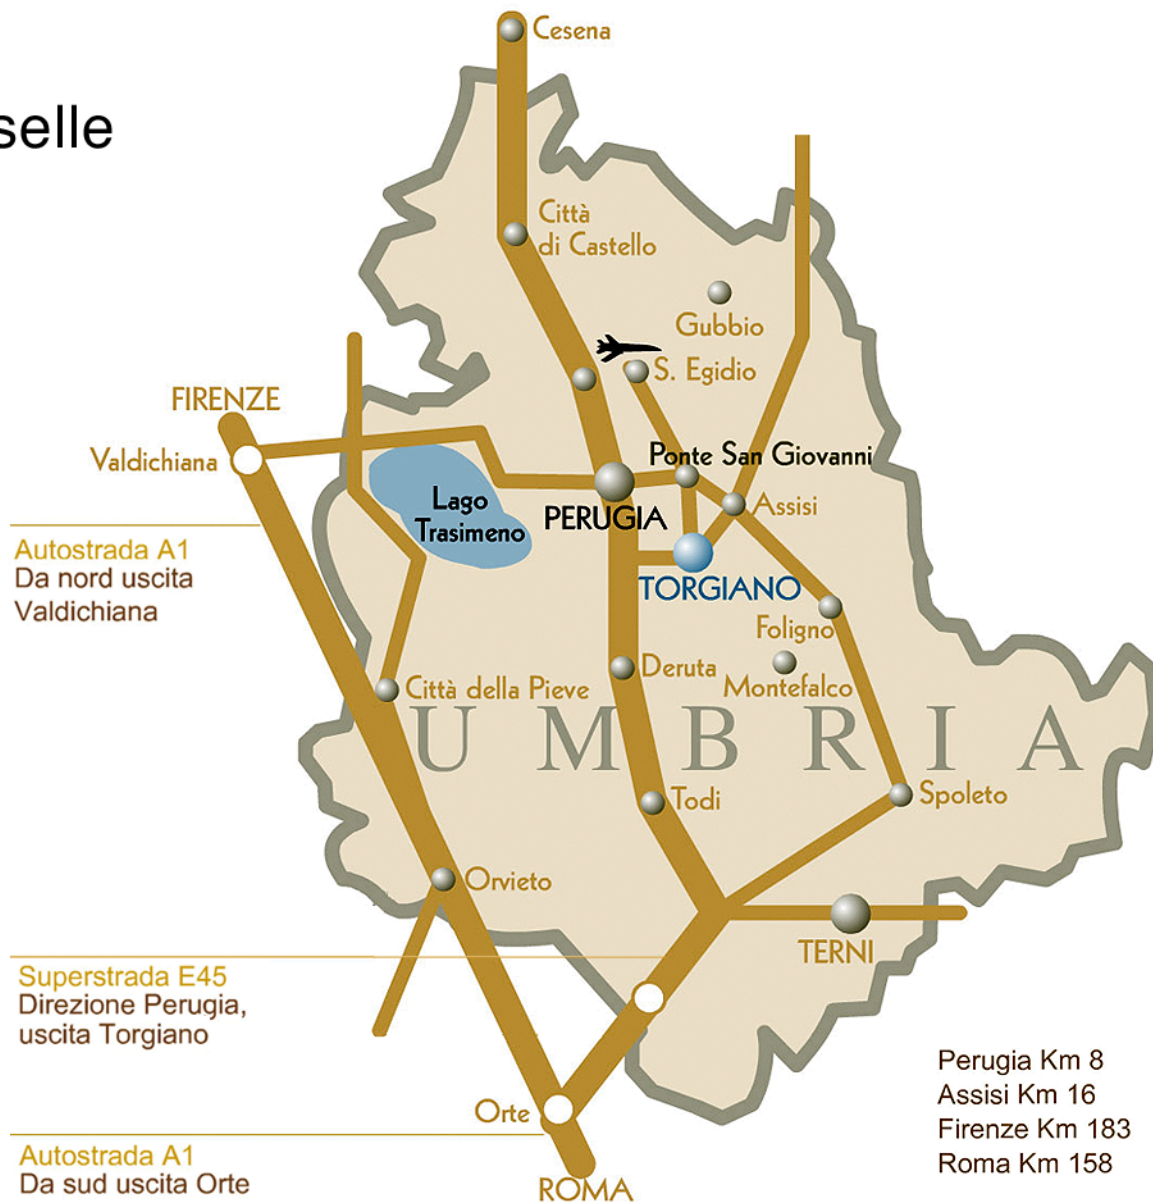 Cesena
selle
Città
di Castello
Gubbio
S. Egidio
FIRENZE
Valdichiana
Ponte San Giovanni
Lago
Trasimeno
PERUGIA
Assisi
Autostrada A1
Da nord uscita
Valdichiana
TORGIANO
Foligno
Deruta
Montefalco
Città della Pieve
UMBRIA
Todi
Spoleto
Orvieto
TERNI
Superstrada E45
Direzione Perugia,
uscita Torgiano
Perugia Km 8
Assisi Km 16
Firenze Km 183
Roma Km 158
Orte
Autostrada A1
Da sud uscita Orte
ROMA